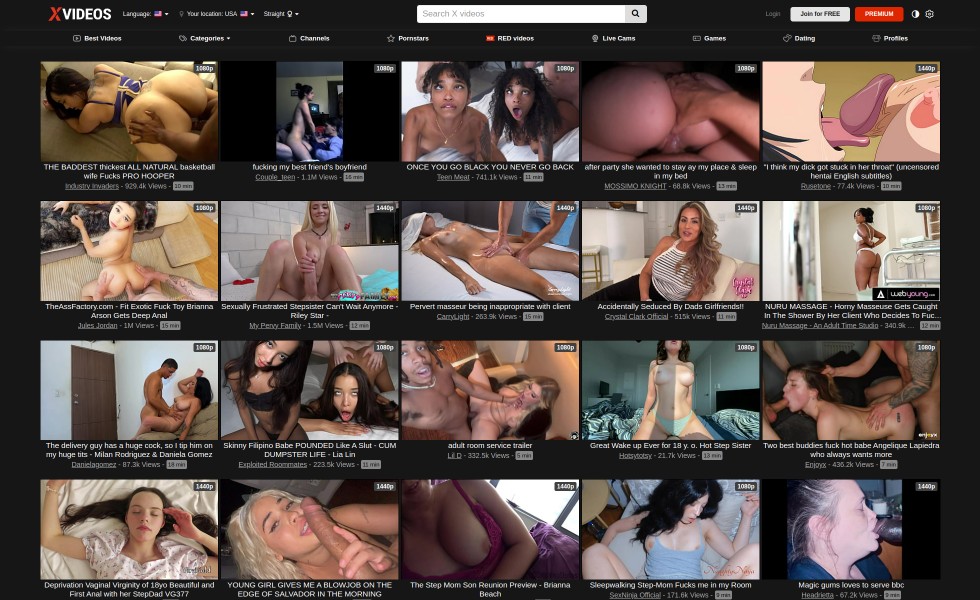 XVIDEOS
Language:
Your location: USA
Straight
Search X videos
Login
Join for FREE
PREMIUM
Best Videos
Categories
Channels
Pornstars
RED videos
Live Cams
Games
Dating
Profiles
1080p
1080p
1080p
1080p
1440p
THE BADDEST thickest ALL NATURAL basketball
wife Fucks PRO HOOPER
Industry Invaders - 929.4k Views - 10 min
fucking my best friend's boyfriend
Couple_teen - 1.1M Views - 16 min
ONCE YOU GO BLACK YOU NEVER GO BACK
Teen Meat - 741.1k Views - 11 min
after party she wanted to stay ay my place & sleep
in my bed
MOSSIMO KNIGHT - 68.8k Views - 13 min
"I think my dick got stuck in her throat" (uncensored
hentai English subtitles)
Rusetone - 77.4k Views - 10 min
1080p
1440p
1080p
1440p
1080p
webyoung.com
TheAssFactory.com - Fit Exotic Fuck Toy Brianna
Arson Gets Deep Anal
Jules Jordan - 1M Views - 15 min
Sexually Frustrated Stepsister Can't Wait Anymore
Riley Star -
My Pervy Family - 1.5M Views - 12 min
Pervert masseur being inappropriate with client
CarryLight - 263.9k Views - 15 min
Accidentally Seduced By Dads Girlfriends!!
Crystal Clark Official - 515k Views - 11 min
NURU MASSAGE - Horny Masseuse Gets Caught
In The Shower By Her Client Who Decides To Fuc...
Nuru Massage - An Adult Time Studio - 340.9k ... 12 min
1080p
1080p
1080p
1080p
1080p
enjoyx
The delivery guy has a huge cock, so I tip him on
my huge tits - Milan Rodriguez & Daniela Gomez
Danielagomez - 87.3k Views - 18 min
Skinny Filipino Babe POUNDED Like A Slut - CUM
DUMPSTER LIFE - Lia Lin
Exploited Roommates - 223.5k Views - 11 min
adult room service trailer
Lil D - 332.5k Views - 5 min
Great Wake up Ever for 18 y. o. Hot Step Sister
Hotsytotsy - 21.7k Views - 13 min
Two best buddies fuck hot babe Angelique Lapiedra
who always wants more
Enjoyx - 436.2k Views - 7 min
1440p
1440p
1440p
1080p
1440p
Deprivation Vaginal Virginity of 18yo Beautiful and
First Anal with her StepDad VG377
YOUNG GIRL GIVES ME A BLOWJOB ON THE
EDGE OF SALVADOR IN THE MORNING
The Step Mom Son Reunion Preview - Brianna
Beach
Sleepwalking Step-Mom Fucks me in my Room
SexNinja Official - 171.6k Views - 9 min
Magic gums loves to serve bbc
Headrietta - 67.2k Views - 9 min